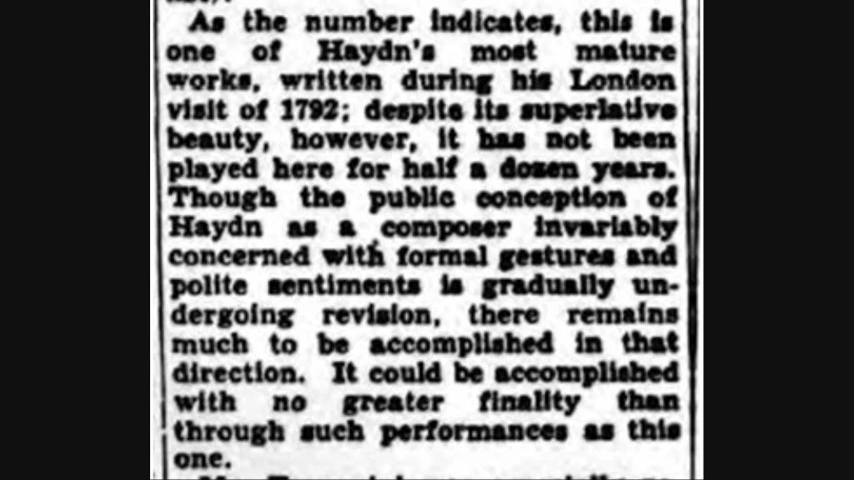 As the number indicates, this is
one of Haydn's most mature
works, written during his London
visit of 1792; despite its superlative
beauty, however, it has not been
played here for half a dozen years.
Though the public conception of
Haydn as a composer invariably
concerned with formal gestures and
polite sentiments is gradually un-
dergoing revision, there remains
much to be accomplished in that
direction. It could be accomplished
with no greater finality than
through such performances as this
one.